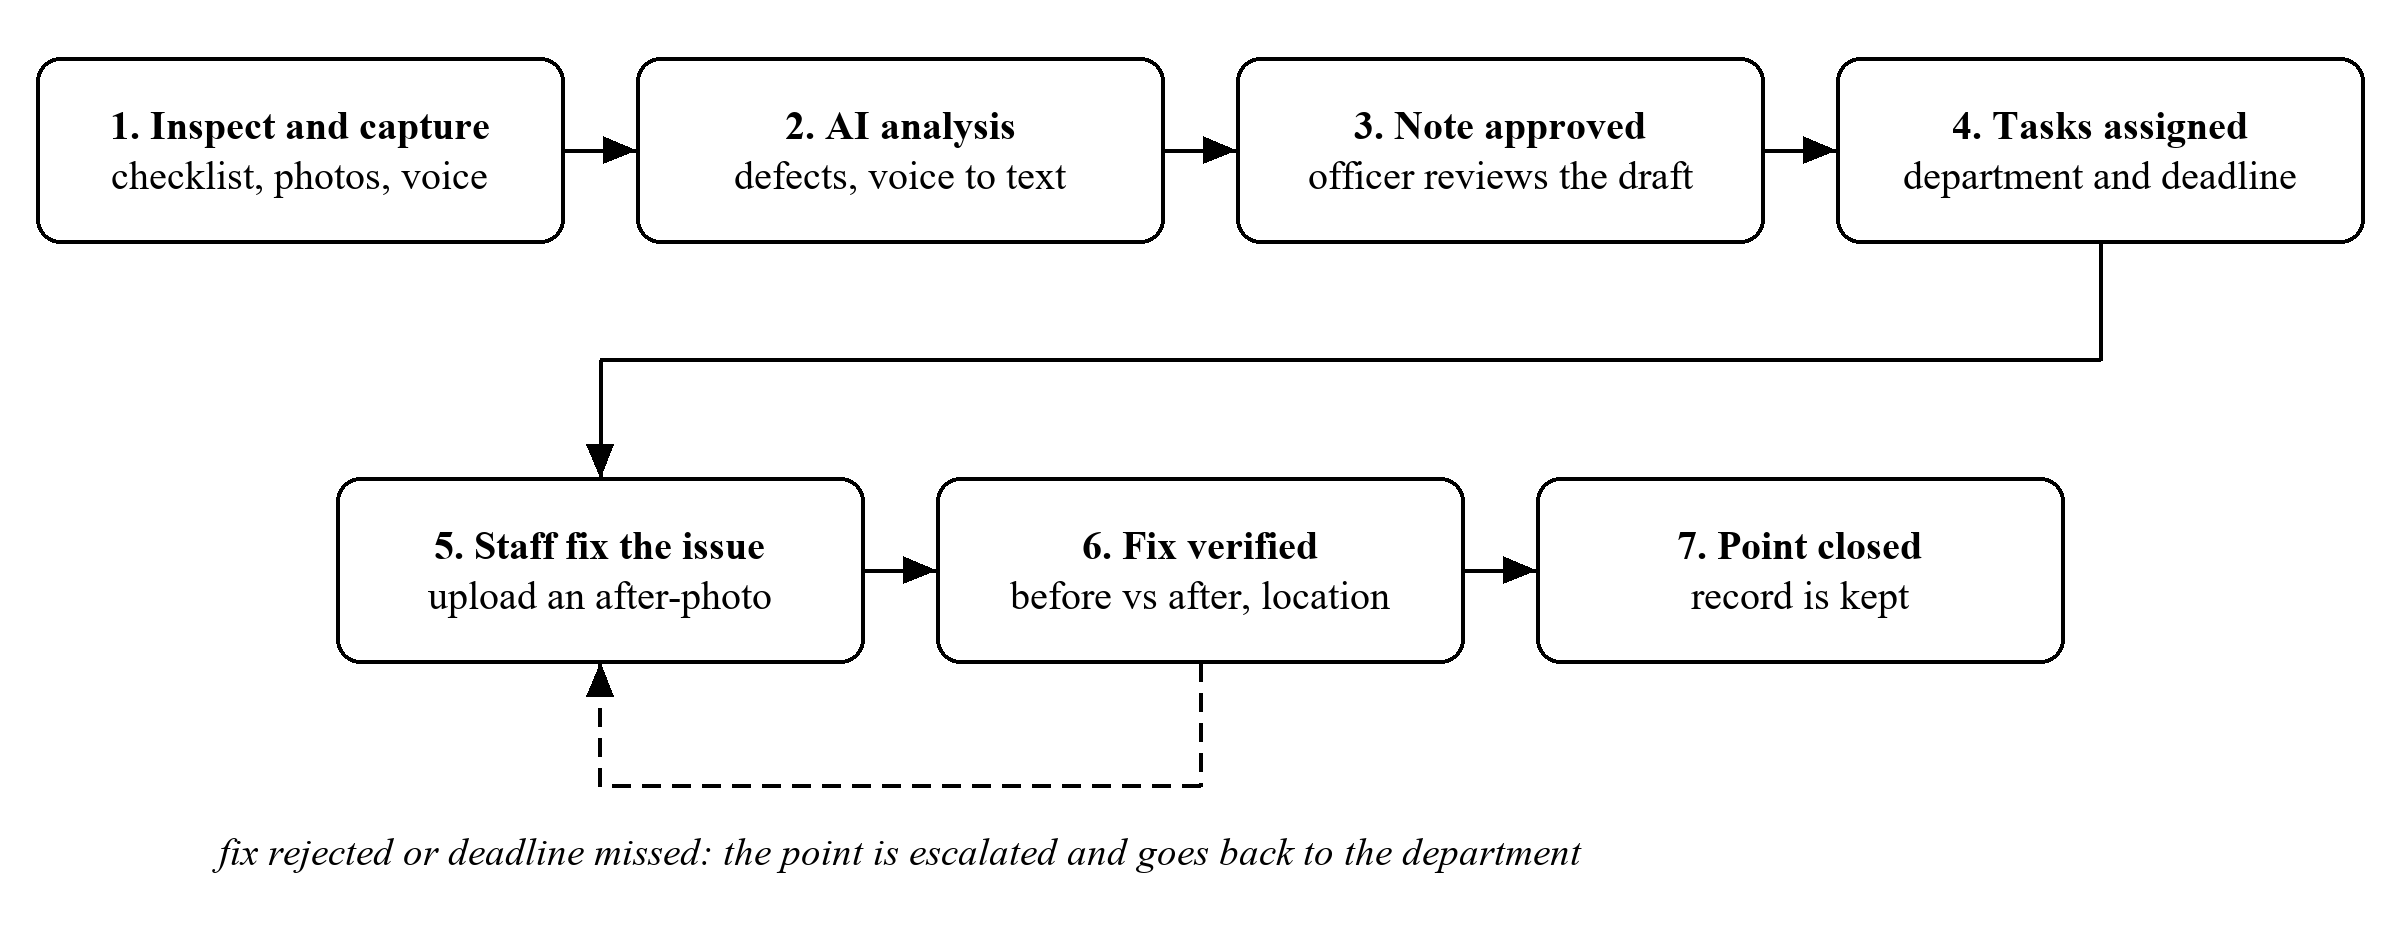 1. Inspect and capture
checklist, photos, voice
2. AI analysis
defects, voice to text
3. Note approved
officer reviews the draft
4. Tasks assigned
department and deadline
5. Staff fix the issue
upload an after-photo
6. Fix verified
before vs after, location
7. Point closed
record is kept
fix rejected or deadline missed: the point is escalated and goes back to the department